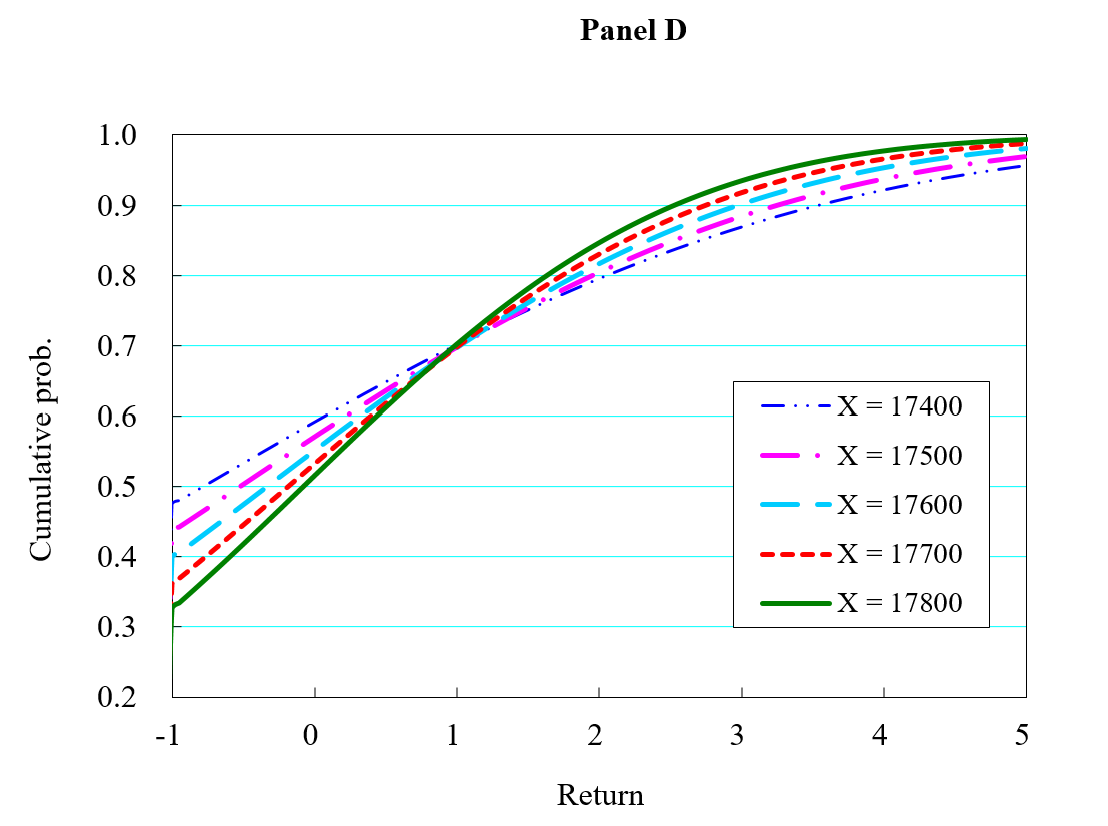 Panel D
1.0
0.9
0.8
0.7
0.6
0.5
0.4
0.3
0.2
Cumulative prob.
X = 17400
X = 17500
X = 17600
X = 17700
X = 17800
-1 0 1 2 3 4 5
Return